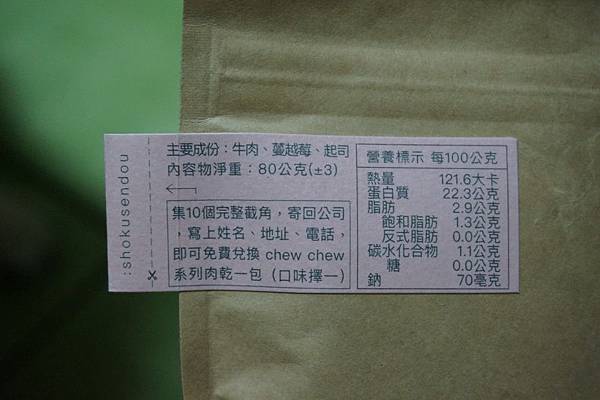 :shokusendou
主要成份：牛肉、蔓越莓、起司
內容物淨重：80公克(±3)
集10個完整截角，寄回公司
，寫上姓名、地址、電話，
即可免費兌換 chew chew
系列肉乾一包（口味擇一）
營養標示 每100公克
熱量 121.6大卡
蛋白質 22.3公克
脂肪 2.9公克
飽和脂肪 1.3公克
反式脂肪 0.0公克
碳水化合物 1.1公克
糖 0.0公克
鈉 70毫克